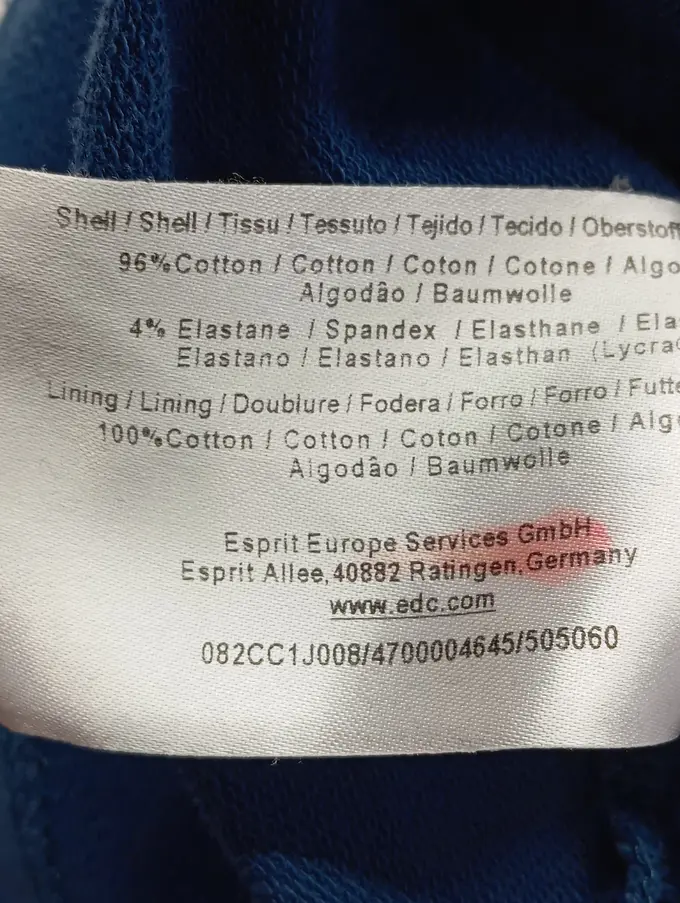 Shell / Shell / Tissu / Tessuto / Tejido / Tecido / Oberstoff
96%Cotton / Cotton / Coton / Cotone / Algo
Algodão / Baumwolle
4% Elastane / Spandex / Elasthane / Ela
Elastano / Elastano / Elasthan (Lycra
Lining / Lining / Doublure / Fodera / Forro / Forro / Futte
100%Cotton / Cotton / Coton / Cotone / Alg
Algodão / Baumwolle
Esprit Europe Services GmbH
Esprit Allee, 40882 Ratingen, Germany
www.edc.com
082CC1J008/4700004645/505060